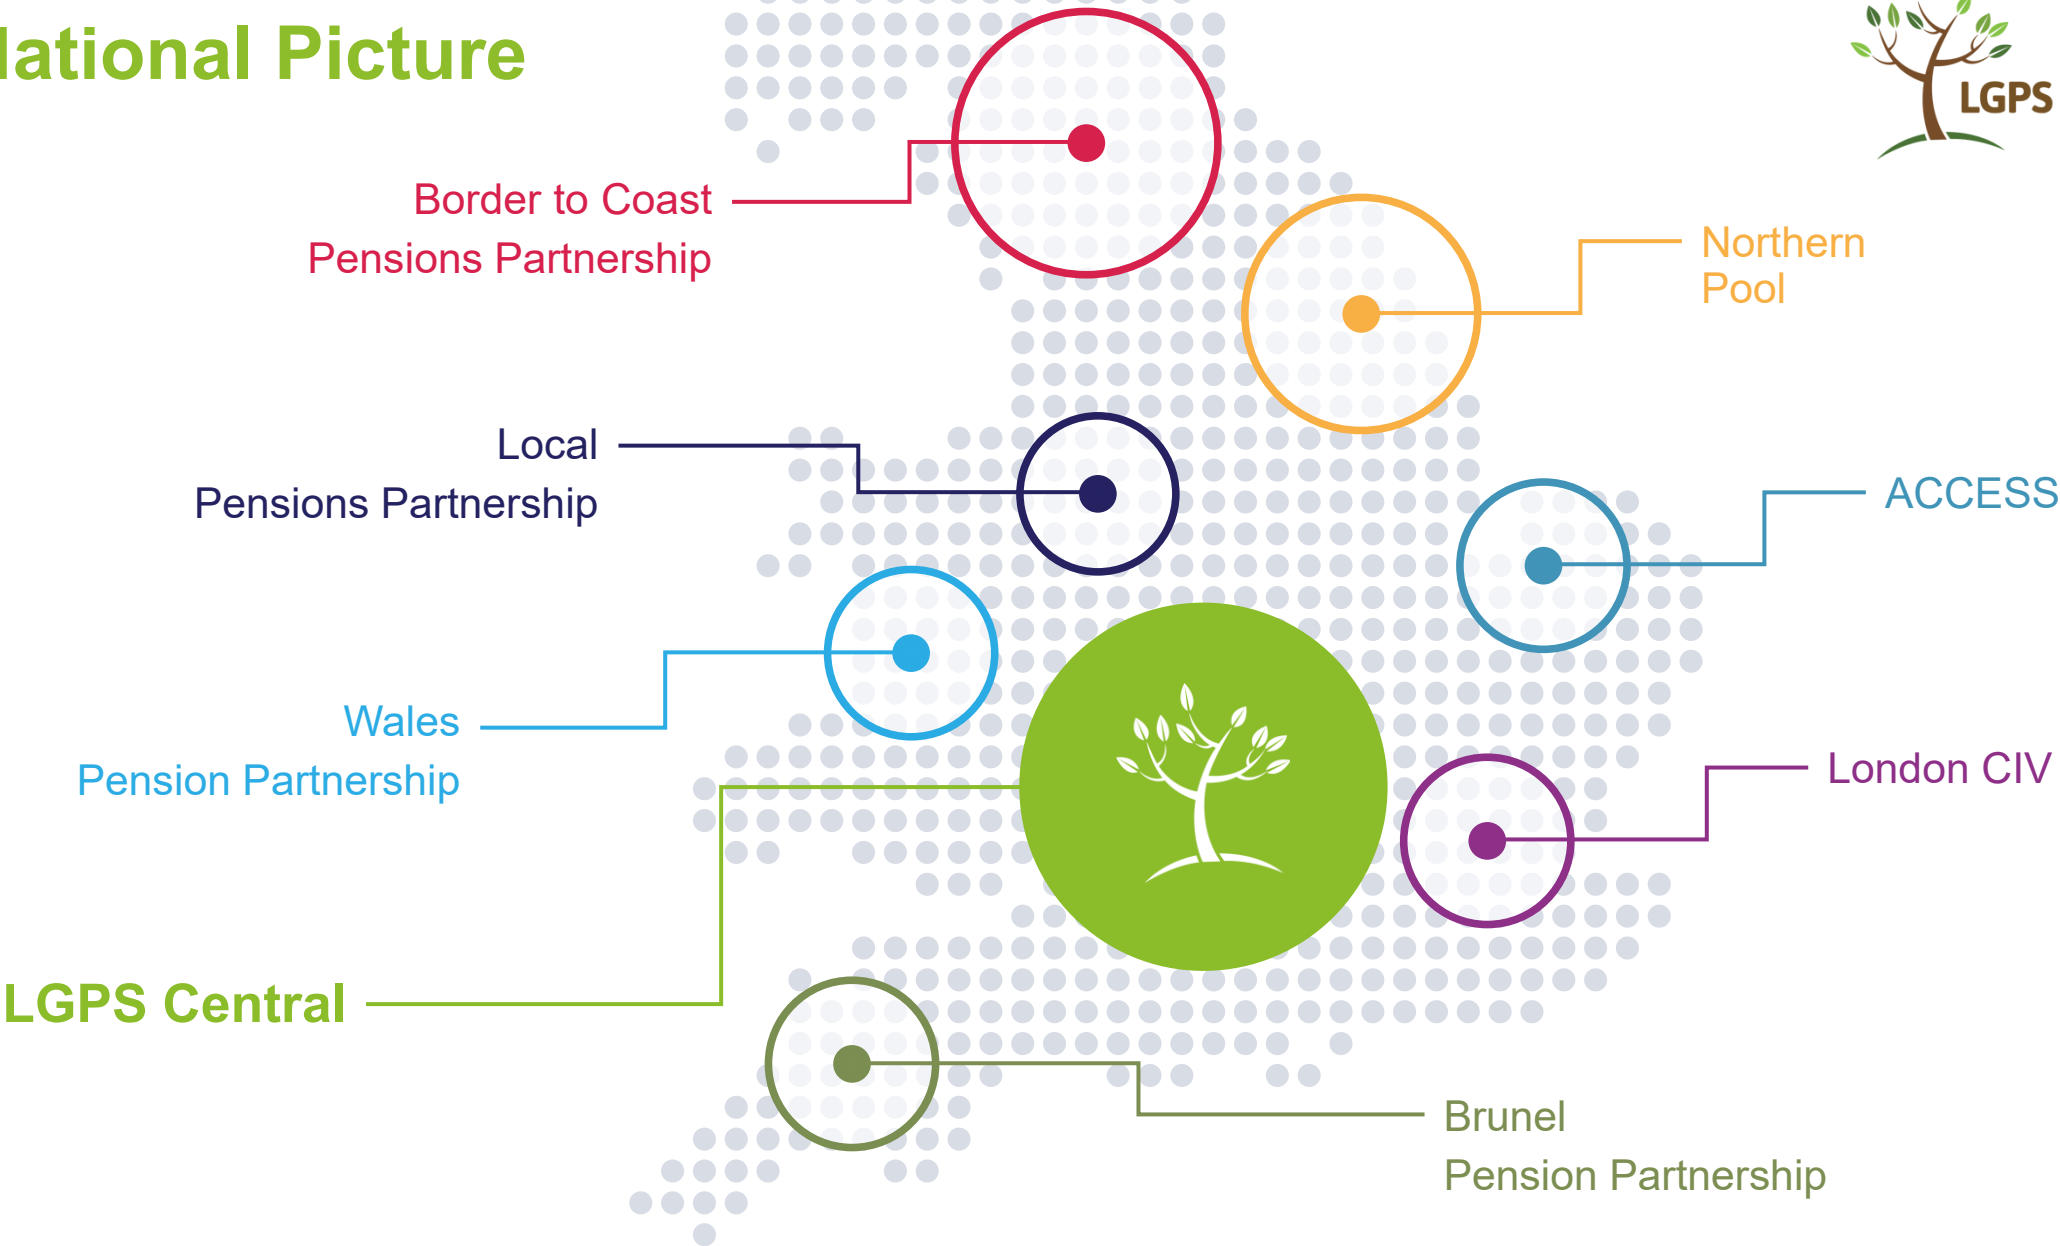 National Picture
LGPS
Border to Coast
Pensions Partnership
Northern
Pool
Local
Pensions Partnership
ACCESS
Wales
Pension Partnership
London CIV
LGPS Central
Brunel
Pension Partnership